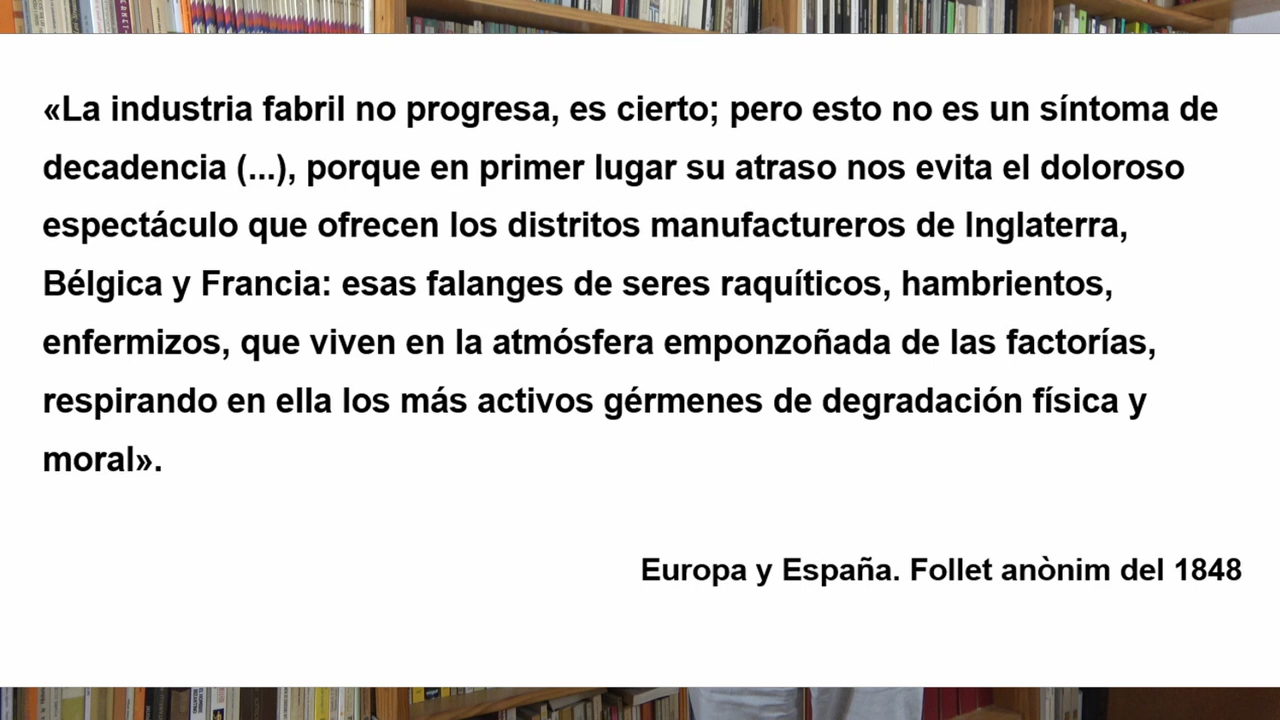 «La industria fabril no progresa, es cierto; pero esto no es un síntoma de
decadencia (...), porque en primer lugar su atraso nos evita el doloroso
espectáculo que ofrecen los distritos manufactureros de Inglaterra,
Bélgica y Francia: esas falanges de seres raquíticos, hambrientos,
enfermizos, que viven en la atmósfera emponzoñada de las factorías,
respirando en ella los más activos gérmenes de degradación física y
moral».
Europa y España. Follet anònim del 1848